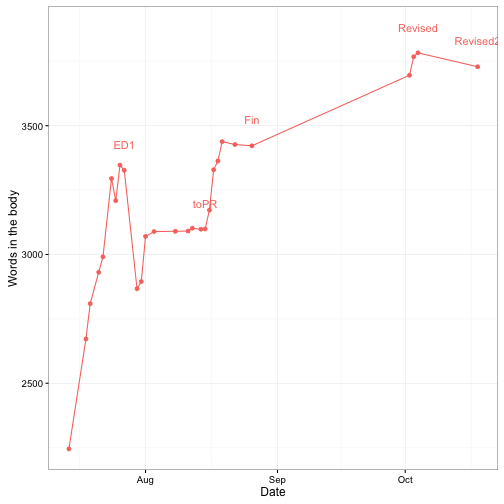 Revised
Revised2
Fin
ED1
toPR
3500
3000
2500
Words in the body
Aug
Sep
Oct
Date